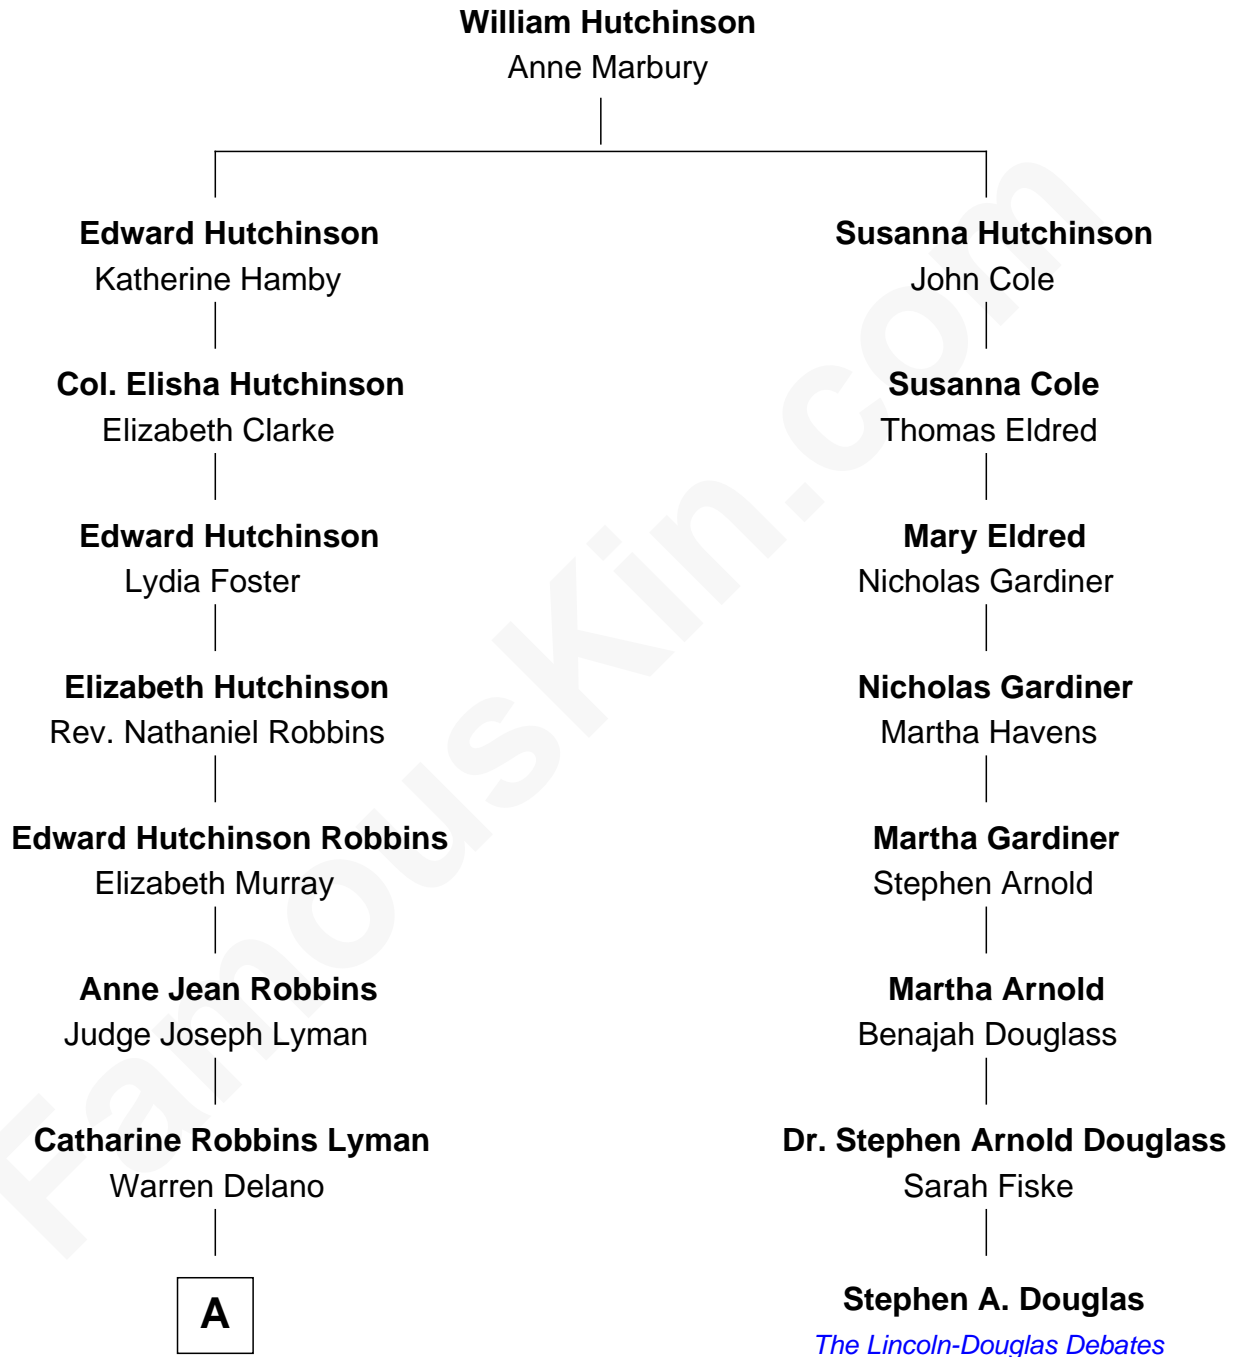 William Hutchinson
Anne Marbury
Edward Hutchinson
Katherine Hamby
Col. Elisha Hutchinson
Elizabeth Clarke
Edward Hutchinson
Lydia Foster
Elizabeth Hutchinson
Rev. Nathaniel Robbins
Edward Hutchinson Robbins
Elizabeth Murray
Anne Jean Robbins
Judge Joseph Lyman
Catharine Robbins Lyman
Warren Delano
A
Susanna Hutchinson
John Cole
Susanna Cole
Thomas Eldred
Mary Eldred
Nicholas Gardiner
Nicholas Gardiner
Martha Havens
Martha Gardiner
Stephen Arnold
Martha Arnold
Benajah Douglass
Dr. Stephen Arnold Douglass
Sarah Fiske
Stephen A. Douglas
The Lincoln-Douglas Debates
FamousKin.com